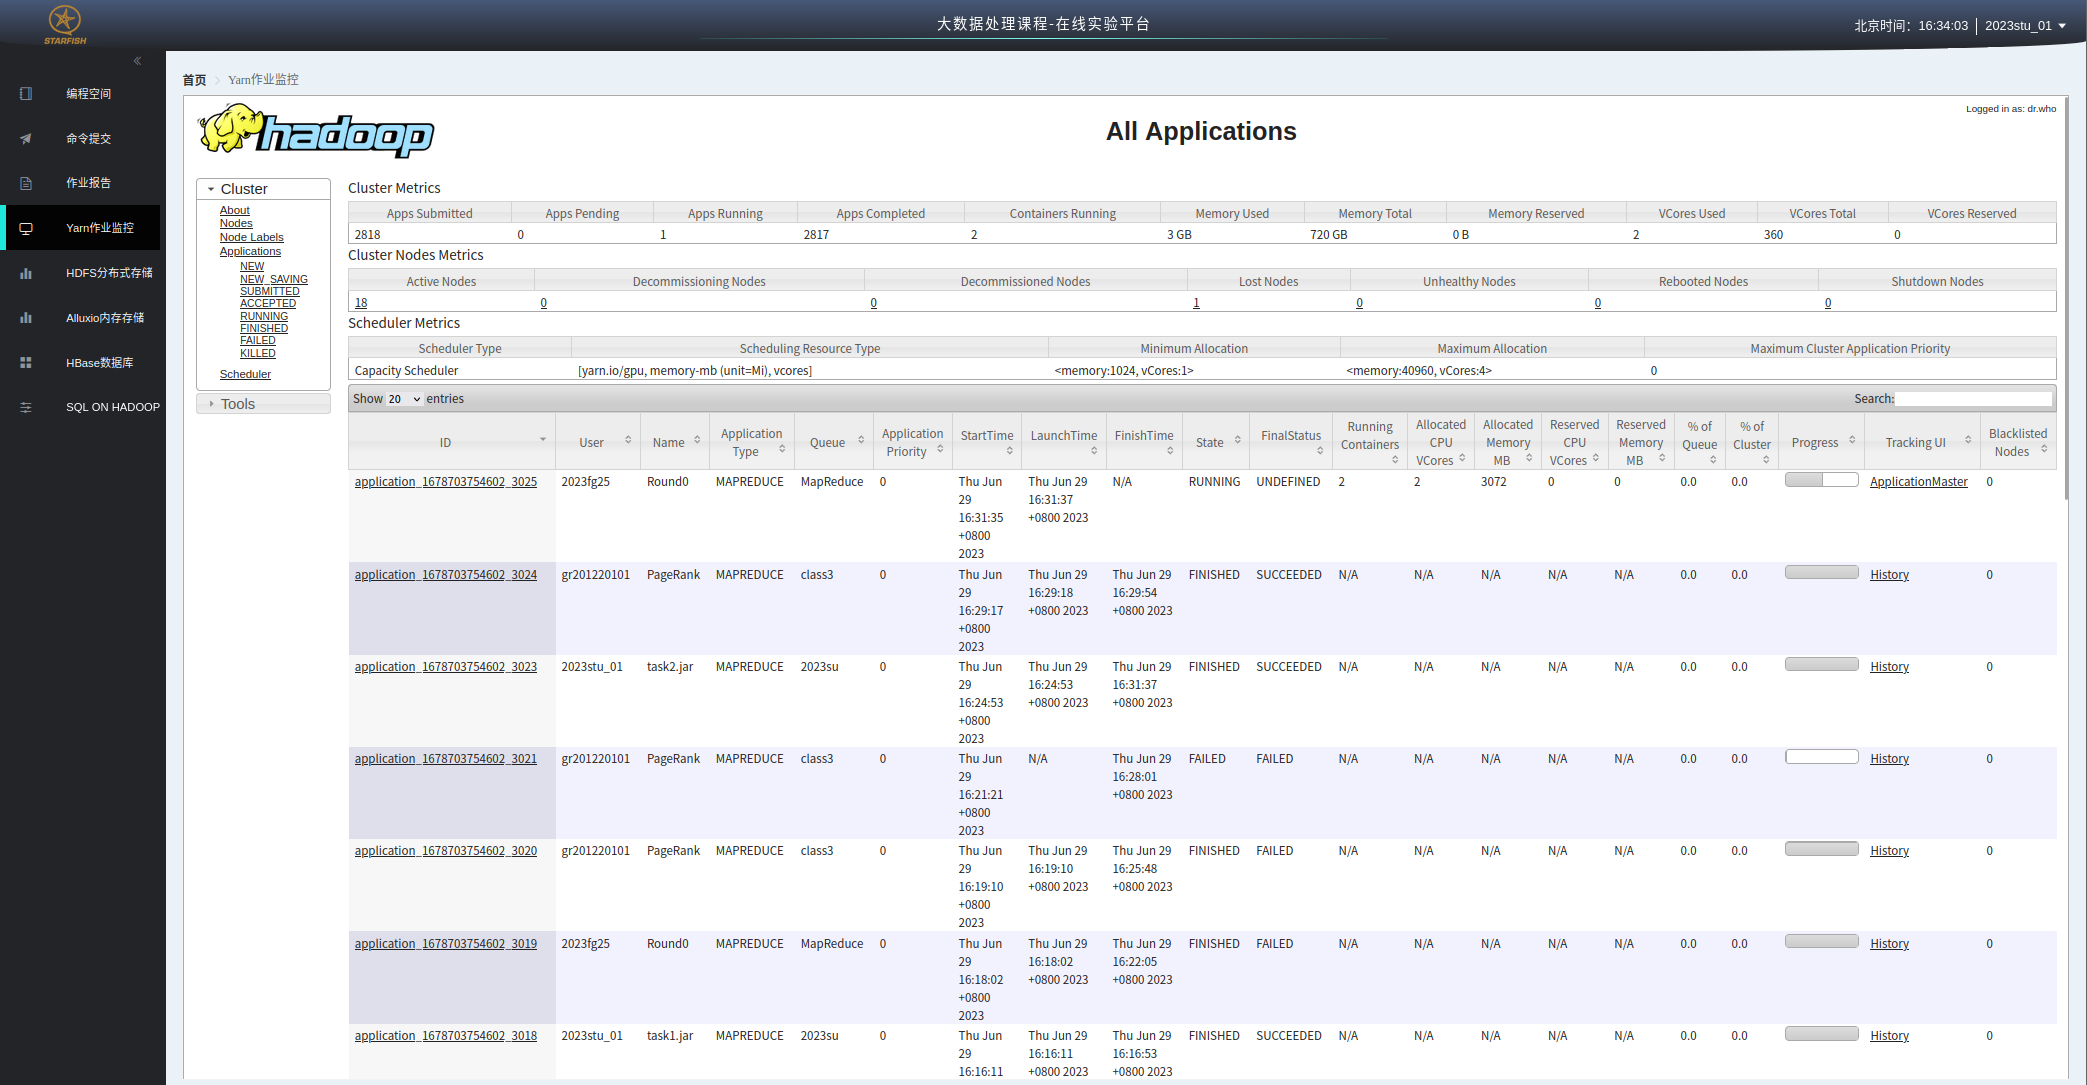 STARFISH
大数据处理课程-在线实验平台
北京时间：16:34:03 | 2023stu_01
编程空间
命令提交
作业报告
Yarn作业监控
HDFS分布式存储
Alluxio内存存储
HBase数据库
SQL ON HADOOP
首页 Yarn作业监控
hadoop
All Applications
Logged in as: dr.who
Cluster
About
Nodes
Node Labels
Applications
NEW
NEW_SAVING
SUBMITTED
ACCEPTED
RUNNING
FINISHED
FAILED
KILLED
Scheduler
Tools
Cluster Metrics
Apps Submitted Apps Pending Apps Running Apps Completed Containers Running Memory Used Memory Total Memory Reserved VCores Used VCores Total VCores Reserved
2818 0 1 2817 2 3 GB 720 GB 0 B 2 360 0
Cluster Nodes Metrics
Active Nodes Decommissioning Nodes Decommissioned Nodes Lost Nodes Unhealthy Nodes Rebooted Nodes Shutdown Nodes
18 0 0 1 0 0 0
Scheduler Metrics
Scheduler Type Scheduling Resource Type Minimum Allocation Maximum Allocation Maximum Cluster Application Priority
Capacity Scheduler [yarn.io/gpu, memory-mb (unit=Mi), vcores] <memory:1024, vCores:1> <memory:40960, vCores:4> 0
Show 20 entries Search:
ID User Name Application Type Queue Application Priority StartTime LaunchTime FinishTime State FinalStatus Running Containers Allocated CPU VCores Allocated Memory MB Reserved CPU VCores Reserved Memory MB % of Queue % of Cluster Progress Tracking UI Blacklisted Nodes
application_1678703754602_3025 2023fg25 Round0 MAPREDUCE MapReduce 0 Thu Jun 29 16:31:35 +0800 2023 Thu Jun 29 16:31:37 +0800 2023 N/A RUNNING UNDEFINED 2 2 3072 0 0 0.0 0.0 ApplicationMaster 0
application_1678703754602_3024 gr201220101 PageRank MAPREDUCE class3 0 Thu Jun 29 16:29:17 +0800 2023 Thu Jun 29 16:29:18 +0800 2023 Thu Jun 29 16:29:54 +0800 2023 FINISHED SUCCEEDED N/A N/A N/A N/A N/A 0.0 0.0 History 0
application_1678703754602_3023 2023stu_01 task2.jar MAPREDUCE 2023su 0 Thu Jun 29 16:24:53 +0800 2023 Thu Jun 29 16:24:53 +0800 2023 Thu Jun 29 16:31:37 +0800 2023 FINISHED SUCCEEDED N/A N/A N/A N/A N/A 0.0 0.0 History 0
application_1678703754602_3021 gr201220101 PageRank MAPREDUCE class3 0 Thu Jun 29 16:21:21 +0800 2023 N/A Thu Jun 29 16:28:01 +0800 2023 FAILED FAILED N/A N/A N/A N/A N/A 0.0 0.0 History 0
application_1678703754602_3020 gr201220101 PageRank MAPREDUCE class3 0 Thu Jun 29 16:19:10 +0800 2023 Thu Jun 29 16:19:10 +0800 2023 Thu Jun 29 16:25:48 +0800 2023 FINISHED FAILED N/A N/A N/A N/A N/A 0.0 0.0 History 0
application_1678703754602_3019 2023fg25 Round0 MAPREDUCE MapReduce 0 Thu Jun 29 16:18:02 +0800 2023 Thu Jun 29 16:18:02 +0800 2023 Thu Jun 29 16:22:05 +0800 2023 FINISHED FAILED N/A N/A N/A N/A N/A 0.0 0.0 History 0
application_1678703754602_3018 2023stu_01 task1.jar MAPREDUCE 2023su 0 Thu Jun 29 16:16:11 Thu Jun 29 16:16:11 +0800 2023 Thu Jun 29 16:16:53 +0800 2023 FINISHED SUCCEEDED N/A N/A N/A N/A N/A 0.0 0.0 History 0